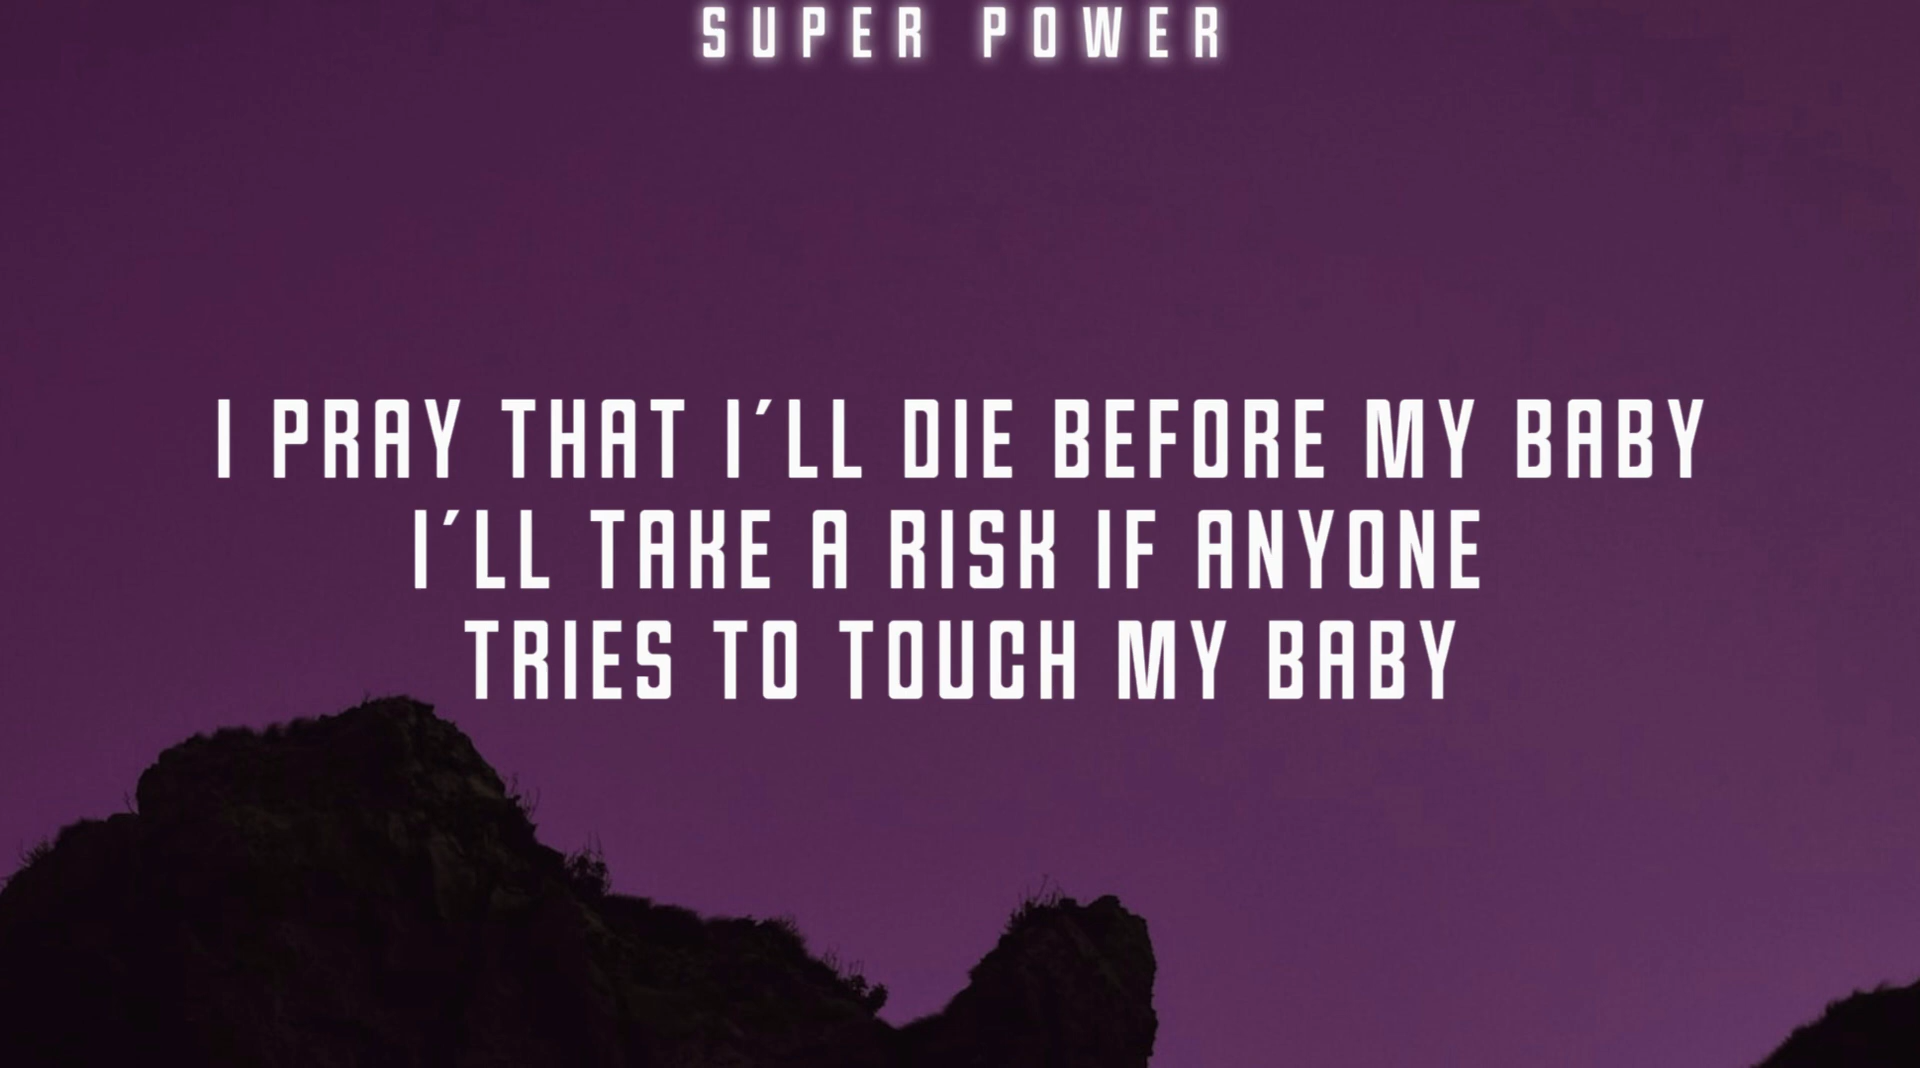 SUPER POWER
I PRAY THAT I´LL DIE BEFORE MY BABY
I´LL TAKE A RISK IF ANYONE
TRIES TO TOUCH MY BABY